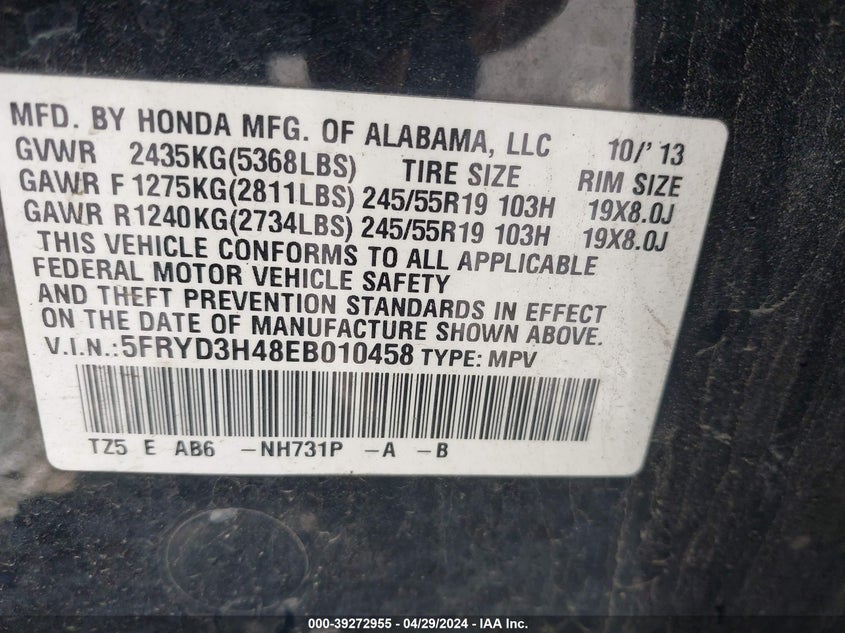 MFD. BY HONDA MFG. OF ALABAMA, LLC 10/'13
GVWR 2435KG(5368LBS) TIRE SIZE RIM SIZE
GAWR F 1275KG(2811LBS) 245/55R19 103H 19X8.0J
GAWR R 1240KG(2734LBS) 245/55R19 103H 19X8.0J
THIS VEHICLE CONFORMS TO ALL APPLICABLE
FEDERAL MOTOR VEHICLE SAFETY
AND THEFT PREVENTION STANDARDS IN EFFECT
ON THE DATE OF MANUFACTURE SHOWN ABOVE.
V.I.N.:5FRYD3H48EB010458 TYPE: MPV
TZ5 E AB6 -NH731P -A -B
000-39272955 - 04/29/2024 - IAA Inc.